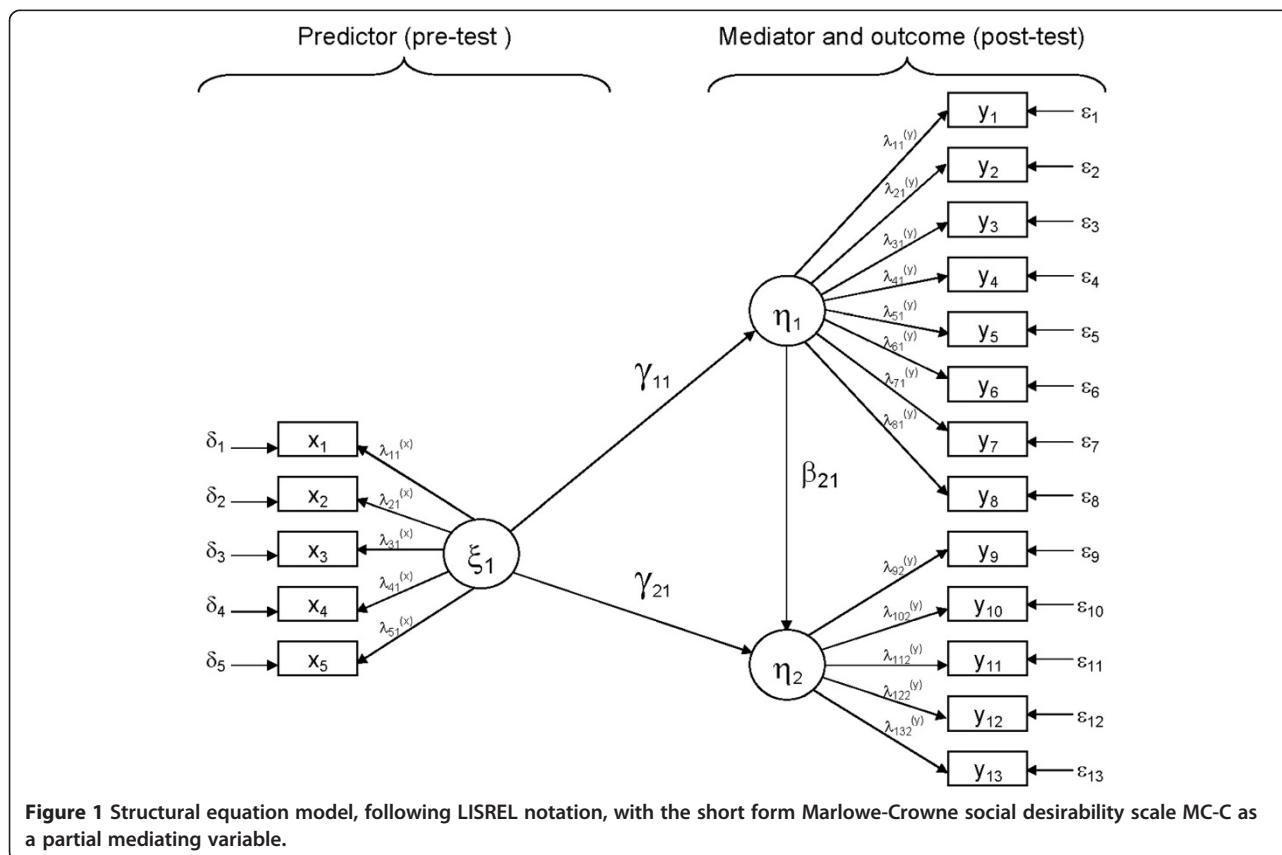 Predictor (pre-test )
Mediator and outcome (post-test)
y₁ ε₁
λ₁₁⁽ʸ⁾
y₂ ε₂
λ₂₁⁽ʸ⁾
y₃ ε₃
λ₃₁⁽ʸ⁾
y₄ ε₄
λ₄₁⁽ʸ⁾
η₁
y₅ ε₅
λ₅₁⁽ʸ⁾
λ₆₁⁽ʸ⁾
y₆ ε₆
λ₇₁⁽ʸ⁾
y₇ ε₇
λ₈₁⁽ʸ⁾
y₈ ε₈
γ₁₁
β₂₁
δ₁ x₁
λ₁₁⁽ˣ⁾
δ₂ x₂
λ₂₁⁽ˣ⁾
δ₃ x₃
λ₃₁⁽ˣ⁾
ξ₁
δ₄ x₄
λ₄₁⁽ˣ⁾
δ₅ x₅
λ₅₁⁽ˣ⁾
γ₂₁
y₉ ε₉
λ₉₂⁽ʸ⁾
y₁₀ ε₁₀
λ₁₀₂⁽ʸ⁾
η₂
y₁₁ ε₁₁
λ₁₁₂⁽ʸ⁾
y₁₂ ε₁₂
λ₁₂₂⁽ʸ⁾
λ₁₃₂⁽ʸ⁾
y₁₃ ε₁₃
Figure 1 Structural equation model, following LISREL notation, with the short form Marlowe-Crowne social desirability scale MC-C as
a partial mediating variable.